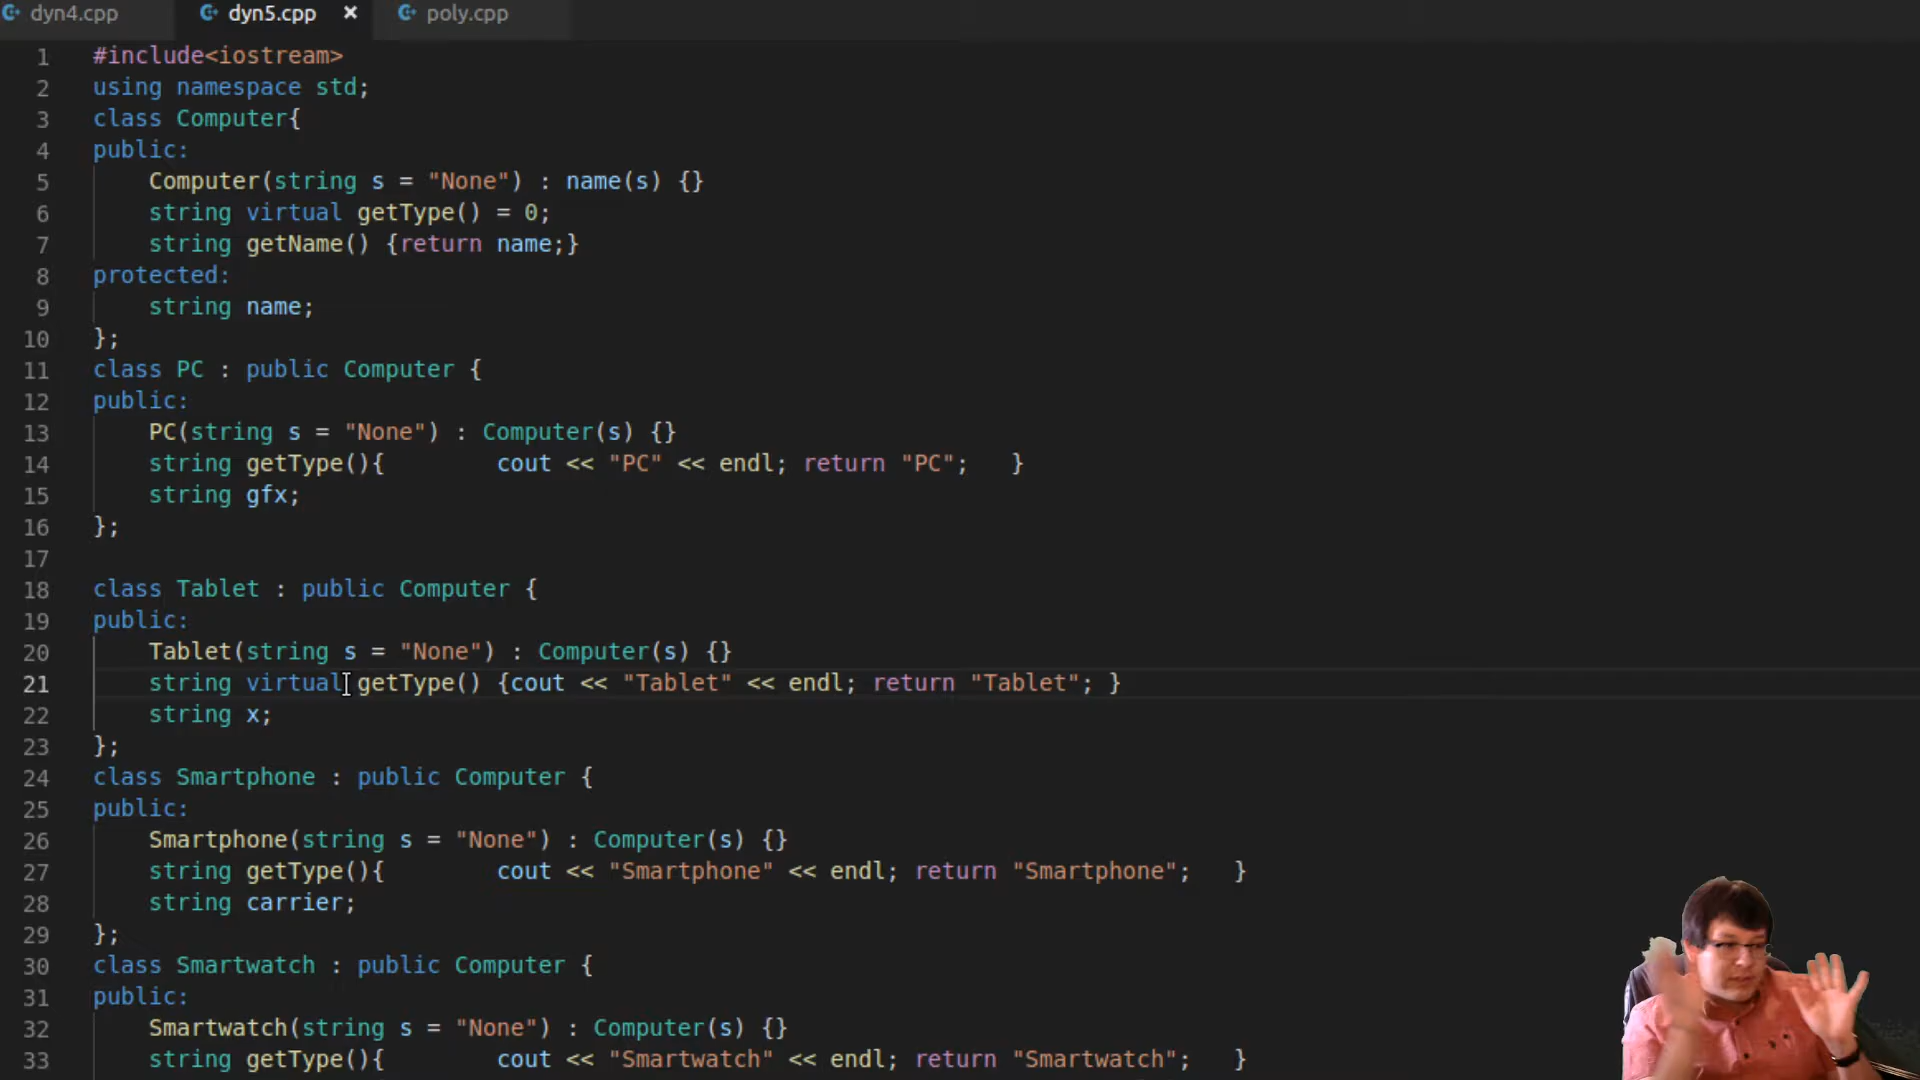 dyn4.cpp dyn5.cpp × poly.cpp
1 #include<iostream>
2 using namespace std;
3 class Computer{
4 public:
5 Computer(string s = "None") : name(s) {}
6 string virtual getType() = 0;
7 string getName() {return name;}
8 protected:
9 string name;
10 };
11 class PC : public Computer {
12 public:
13 PC(string s = "None") : Computer(s) {}
14 string getType(){ cout << "PC" << endl; return "PC"; }
15 string gfx;
16 };
17
18 class Tablet : public Computer {
19 public:
20 Tablet(string s = "None") : Computer(s) {}
21 string virtual getType() {cout << "Tablet" << endl; return "Tablet"; }
22 string x;
23 };
24 class Smartphone : public Computer {
25 public:
26 Smartphone(string s = "None") : Computer(s) {}
27 string getType(){ cout << "Smartphone" << endl; return "Smartphone"; }
28 string carrier;
29 };
30 class Smartwatch : public Computer {
31 public:
32 Smartwatch(string s = "None") : Computer(s) {}
33 string getType(){ cout << "Smartwatch" << endl; return "Smartwatch"; }